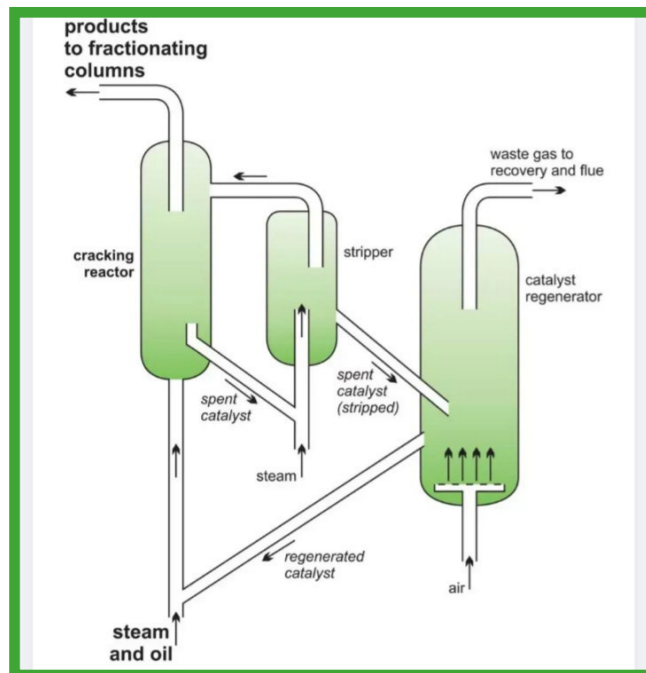 products
to fractionating
columns
waste gas to
recovery and flue
stripper
cracking
reactor
catalyst
regenerator
spent
catalyst
spent
catalyst
(stripped)
steam
regenerated
catalyst
air
steam
and oil